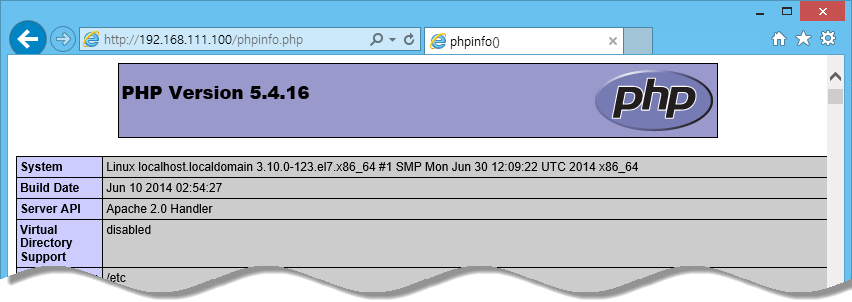 http://192.168.111.100/phpinfo.php
phpinfo()
PHP Version 5.4.16
php
System Linux localhost.localdomain 3.10.0-123.el7.x86_64 #1 SMP Mon Jun 30 12:09:22 UTC 2014 x86_64
Build Date Jun 10 2014 02:54:27
Server API Apache 2.0 Handler
Virtual disabled
Directory
Support
/etc